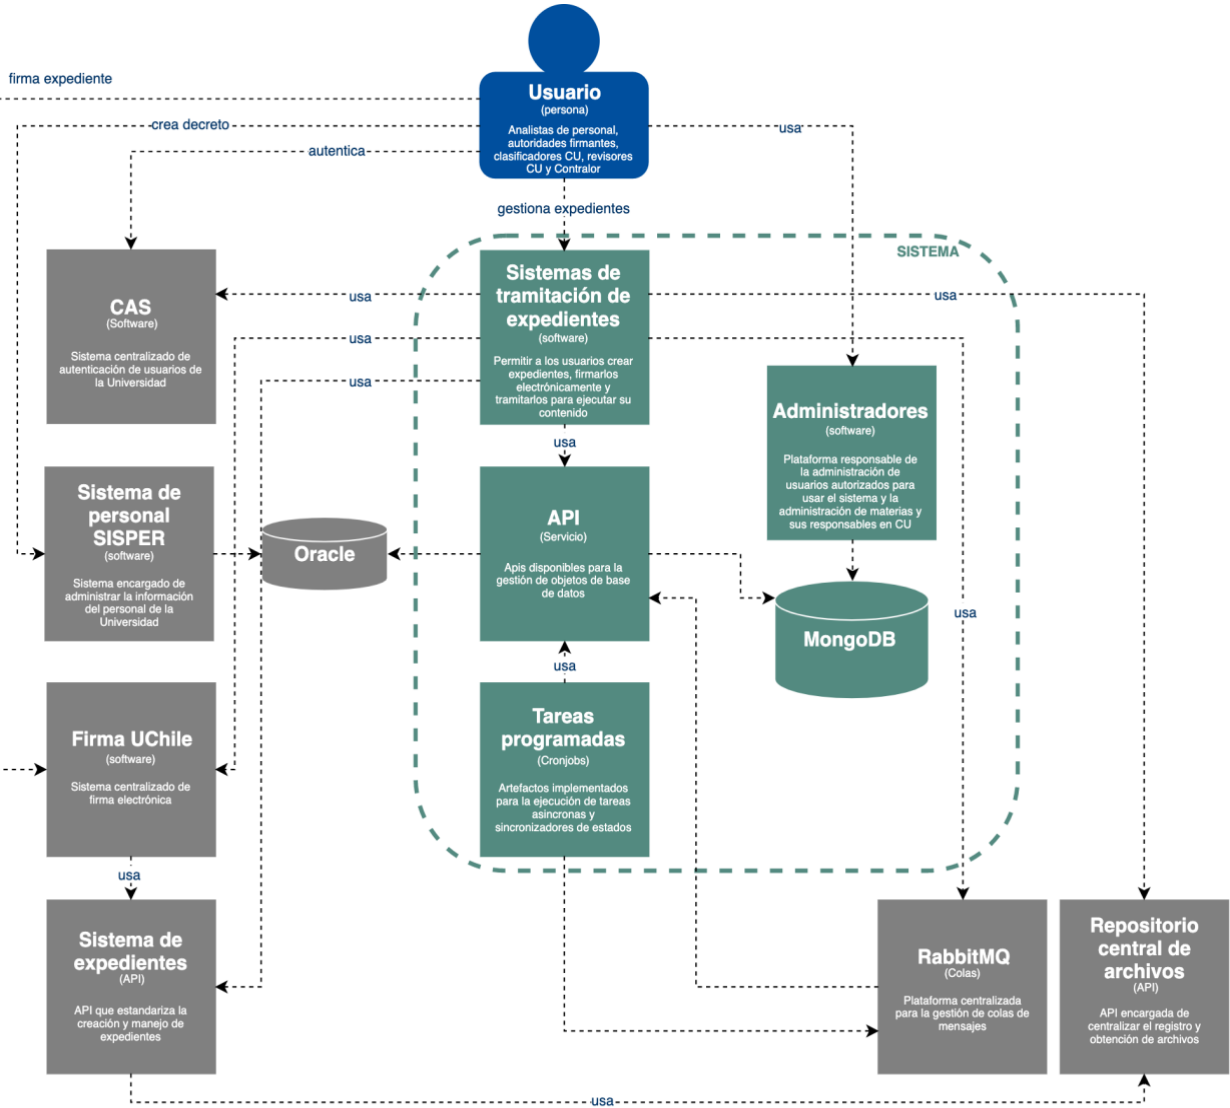 Usuario
(persona)
Analistas de personal,
autoridades firmantes,
clasificadores CU, revisores
CU y Contralor
firma expediente
crea decreto
autentica
usa
gestiona expedientes
SISTEMA
CAS
(Software)
Sistema centralizado de
autenticación de usuarios de
la Universidad
usa
usa
usa
Sistemas de
tramitación de
expedientes
(software)
Permitir a los usuarios crear
expedientes, firmarlos
electrónicamente y
tramitarlos para ejecutar su
contenido
usa
Administradores
(software)
Plataforma responsable de
la administración de
usuarios autorizados para
usar el sistema y la
administración de materias y
sus responsables en CU
usa
Sistema de
personal
SISPER
(software)
Sistema encargado de
administrar la información
del personal de la
Universidad
Oracle
API
(Servicio)
Apis disponibles para la
gestión de objetos de base
de datos
MongoDB
usa
usa
Firma UChile
(software)
Sistema centralizado de
firma electrónica
Tareas
programadas
(Cronjobs)
Artefactos implementados
para la ejecución de tareas
asincronas y
sincronizadores de estados
usa
Sistema de
expedientes
(API)
API que estandariza la
creación y manejo de
expedientes
RabbitMQ
(Colas)
Plataforma centralizada
para la gestión de colas de
mensajes
Repositorio
central de
archivos
(API)
API encargada de
centralizar el registro y
obtención de archivos
usa